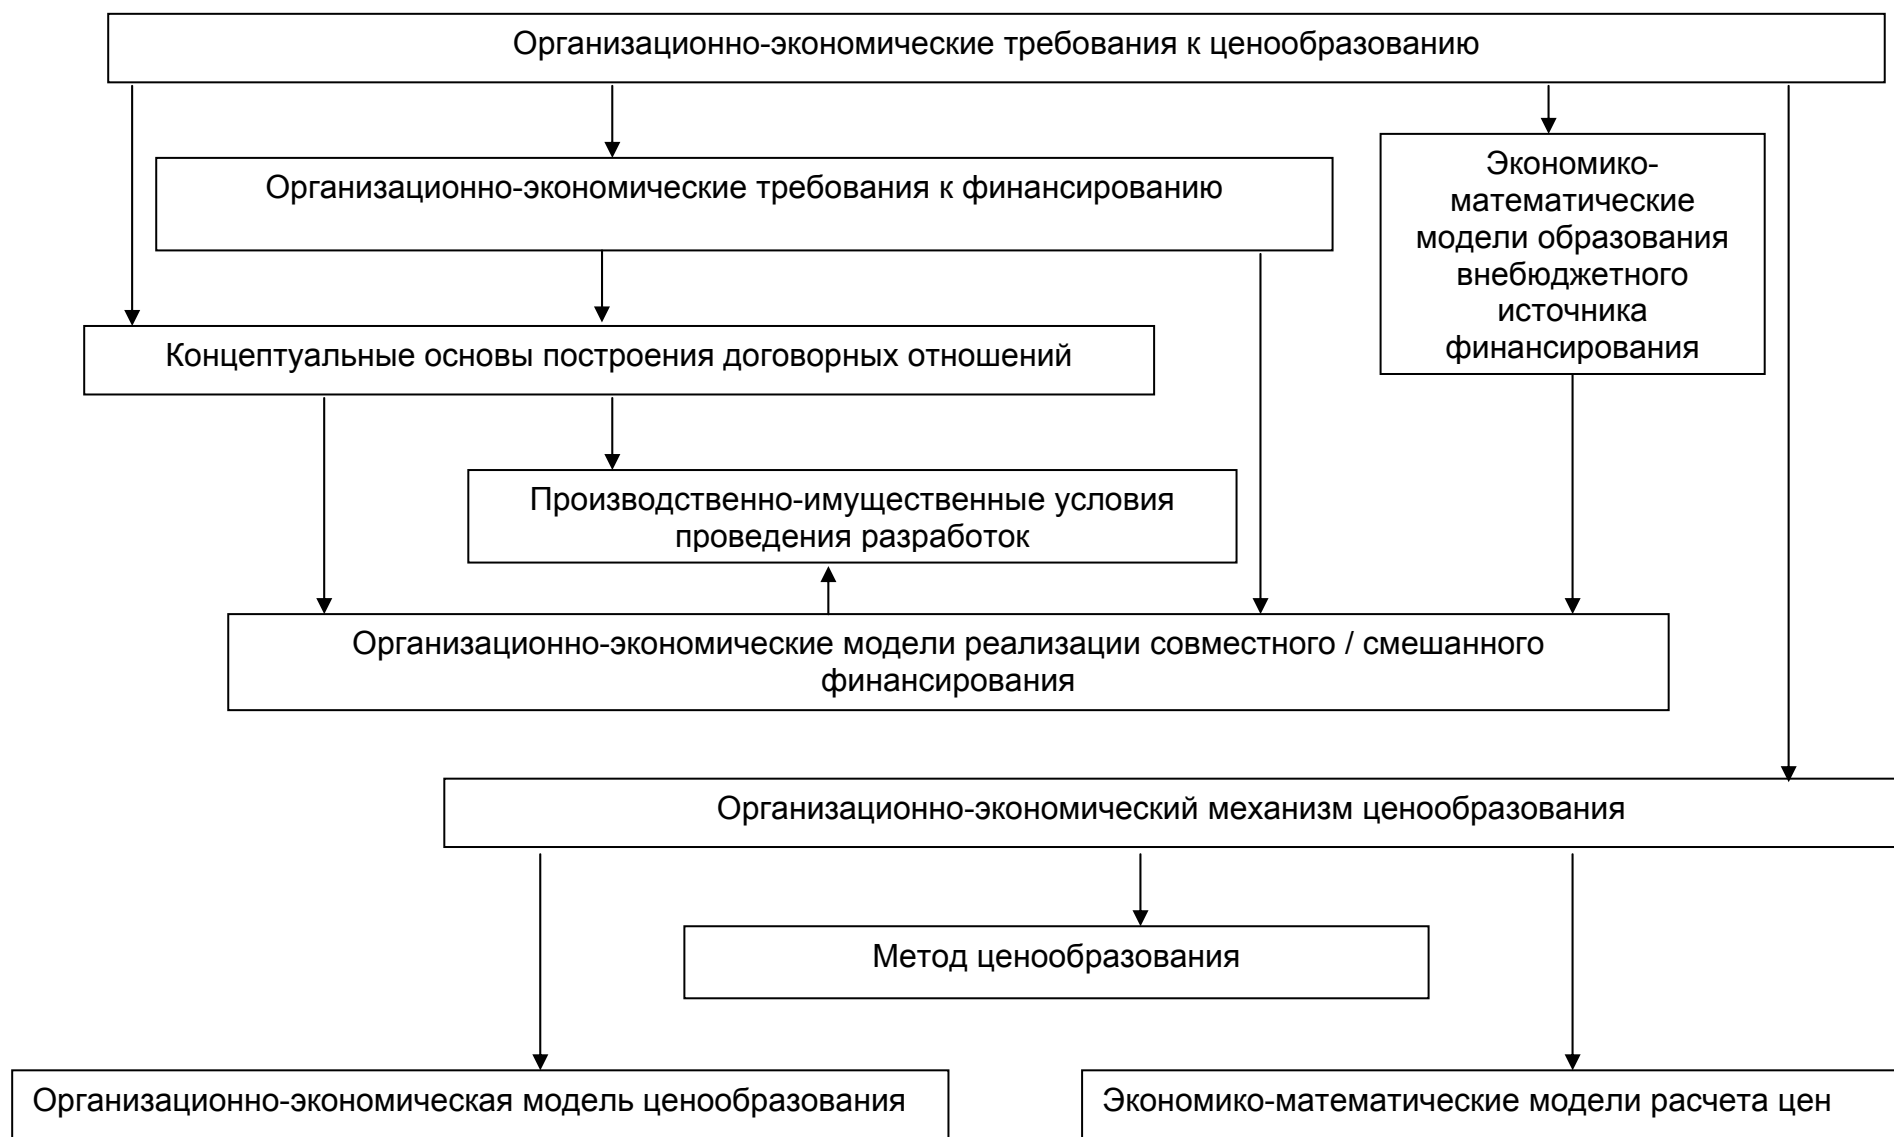 Организационно-экономические требования к ценообразованию
Организационно-экономические требования к финансированию
Экономико-
математические
модели образования
внебюджетного
источника
финансирования
Концептуальные основы построения договорных отношений
Производственно-имущественные условия
проведения разработок
Организационно-экономические модели реализации совместного / смешанного
финансирования
Организационно-экономический механизм ценообразования
Метод ценообразования
Организационно-экономическая модель ценообразования
Экономико-математические модели расчета цен